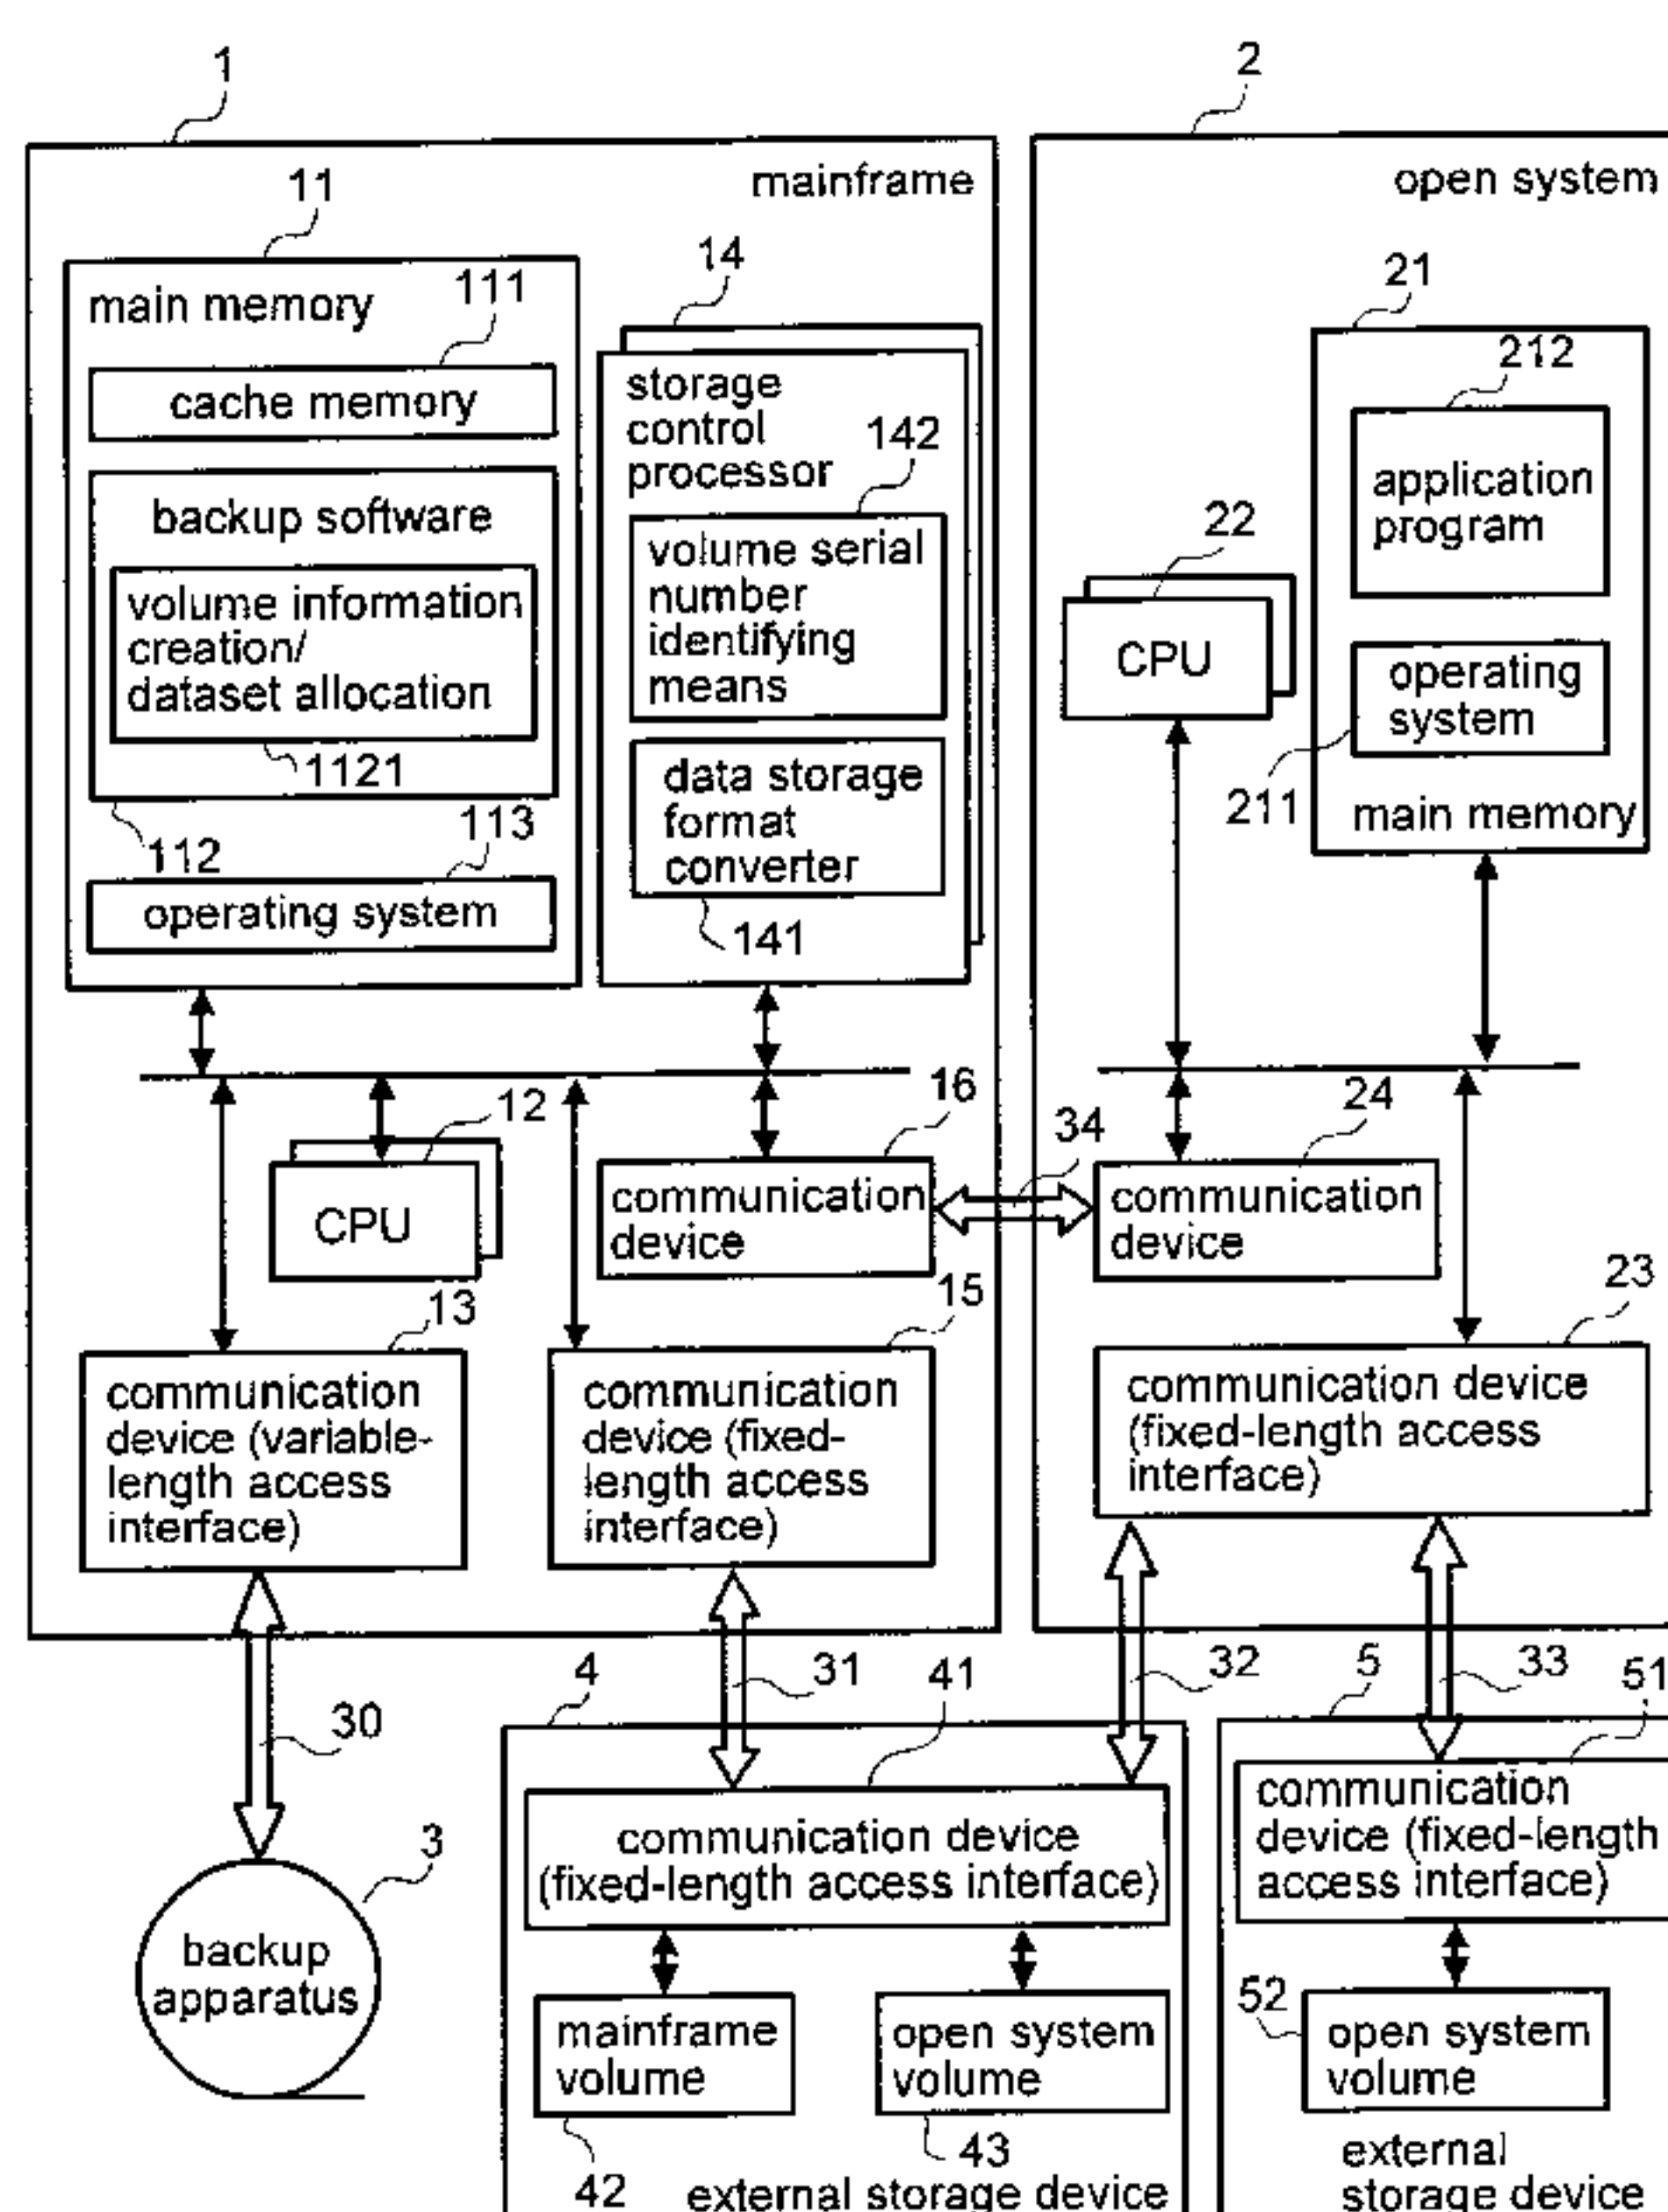 1
2
mainframe
open system
11
main memory
111
cache memory
backup software
volume information
creation/
dataset allocation
1121
112
113
operating system
14
storage
control
processor
142
volume serial
number
identifying
means
data storage
format
converter
141
21
212
application
program
operating
system
211
main memory
22
CPU
12
CPU
16
communication
device
34
24
communication
device
13
communication
device (variable-
length access
interface)
15
communication
device (fixed-
length access
interface)
23
communication device
(fixed-length access
interface)
30
31
32
33
3
backup
apparatus
4
41
communication device
(fixed-length access interface)
mainframe
volume
42
open system
volume
43
external storage device
5
51
communication
device (fixed-length
access interface)
52
open system
volume
external
storage device